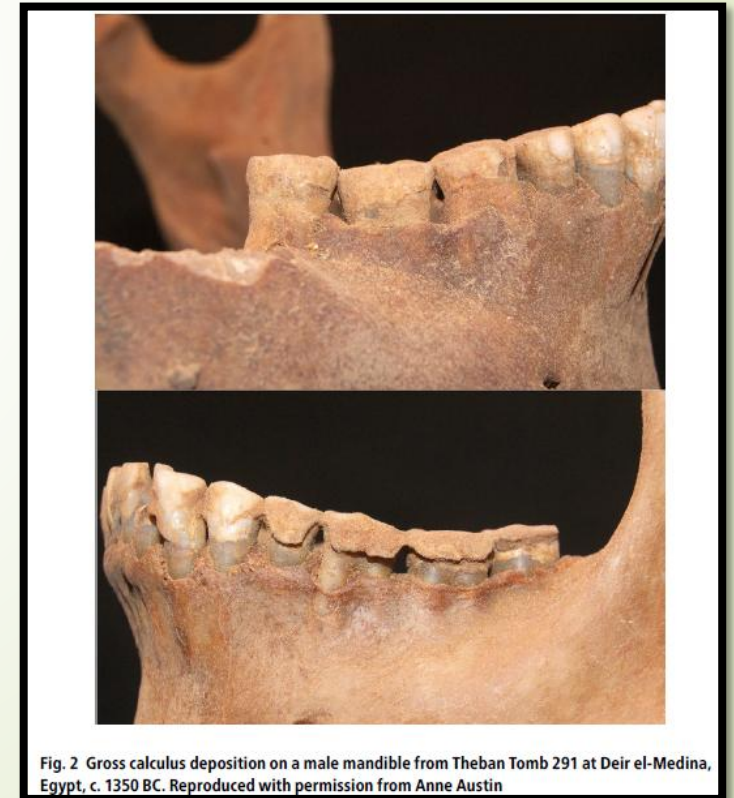 Fig. 2 Gross calculus deposition on a male mandible from Theban Tomb 291 at Deir el-Medina,
Egypt, c. 1350 BC. Reproduced with permission from Anne Austin